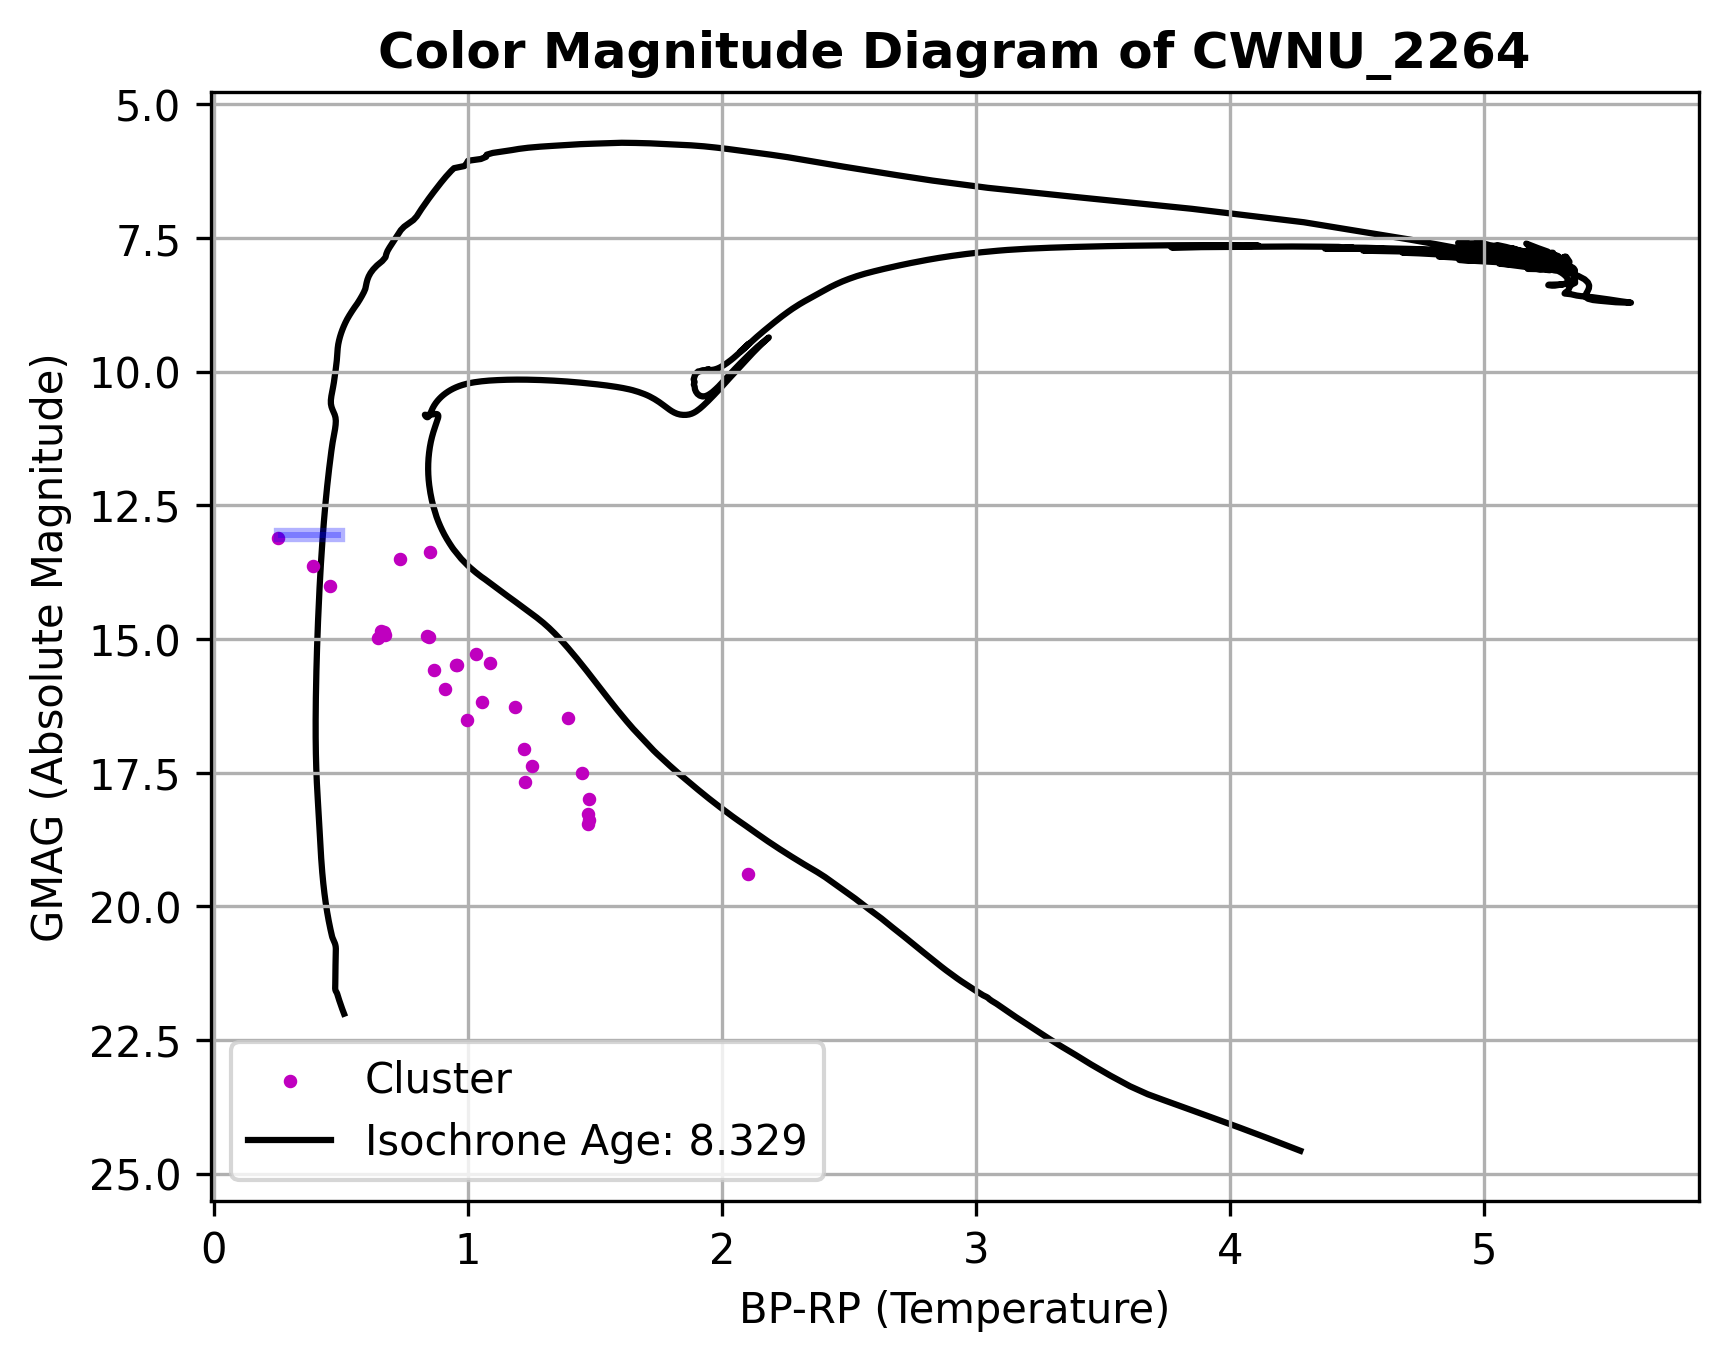 Color Magnitude Diagram of CWNU_2264
GMAG (Absolute Magnitude)
5.0
7.5
10.0
12.5
15.0
17.5
20.0
22.5
25.0
Cluster
Isochrone Age: 8.329
0 1 2 3 4 5
BP-RP (Temperature)